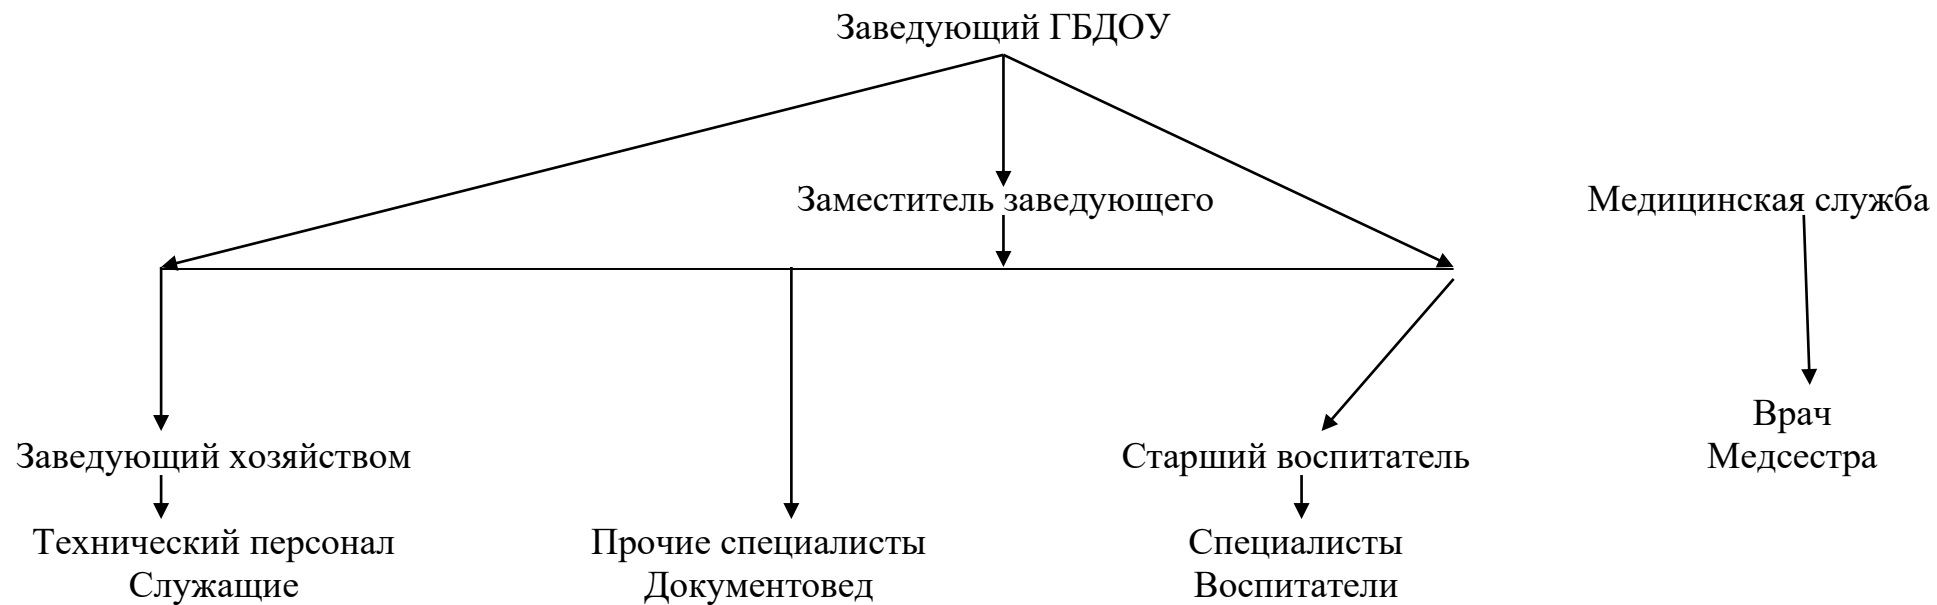 Заведующий ГБДОУ
Заместитель заведующего
Медицинская служба
Врач
Заведующий хозяйством
Старший воспитатель
Медсестра
Технический персонал
Прочие специалисты
Специалисты
Служащие
Документовед
Воспитатели